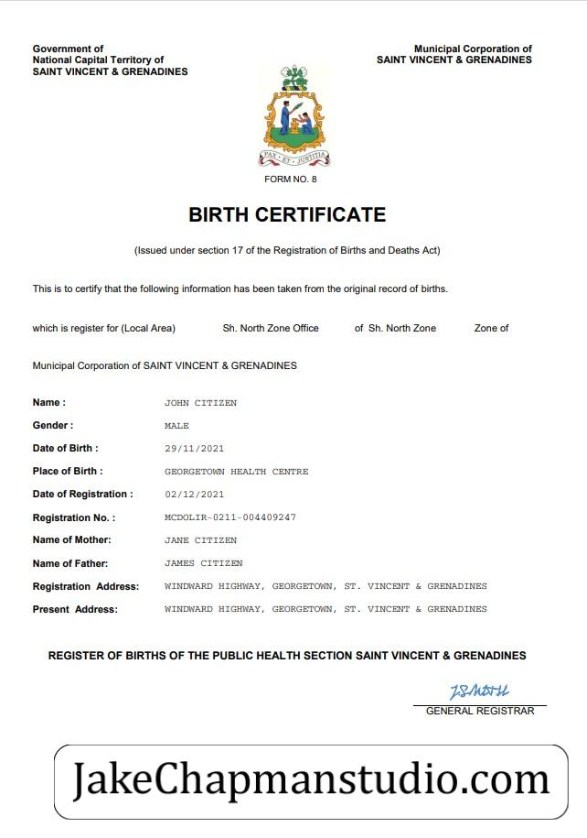 Government of
National Capital Territory of
SAINT VINCENT & GRENADINES
Municipal Corporation of
SAINT VINCENT & GRENADINES
PAX ET JUSTITIA
FORM NO. 8
BIRTH CERTIFICATE
(Issued under section 17 of the Registration of Births and Deaths Act)
This is to certify that the following information has been taken from the original record of births.
which is register for (Local Area) Sh. North Zone Office of Sh. North Zone Zone of
Municipal Corporation of SAINT VINCENT & GRENADINES
Name : JOHN CITIZEN
Gender : MALE
Date of Birth : 29/11/2021
Place of Birth : GEORGETOWN HEALTH CENTRE
Date of Registration : 02/12/2021
Registration No. : MCDOLIR-0211-004409247
Name of Mother: JANE CITIZEN
Name of Father: JAMES CITIZEN
Registration Address: WINDWARD HIGHWAY, GEORGETOWN, ST. VINCENT & GRENADINES
Present Address: WINDWARD HIGHWAY, GEORGETOWN, ST. VINCENT & GRENADINES
REGISTER OF BIRTHS OF THE PUBLIC HEALTH SECTION SAINT VINCENT & GRENADINES
GENERAL REGISTRAR
JakeChapmanstudio.com